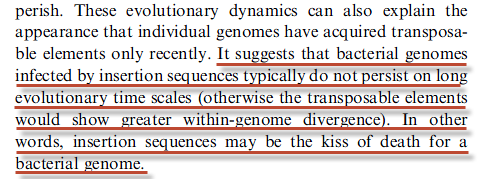 perish. These evolutionary dynamics can also explain the
appearance that individual genomes have acquired transposa-
ble elements only recently. It suggests that bacterial genomes
infected by insertion sequences typically do not persist on long
evolutionary time scales (otherwise the transposable elements
would show greater within-genome divergence). In other
words, insertion sequences may be the kiss of death for a
bacterial genome.